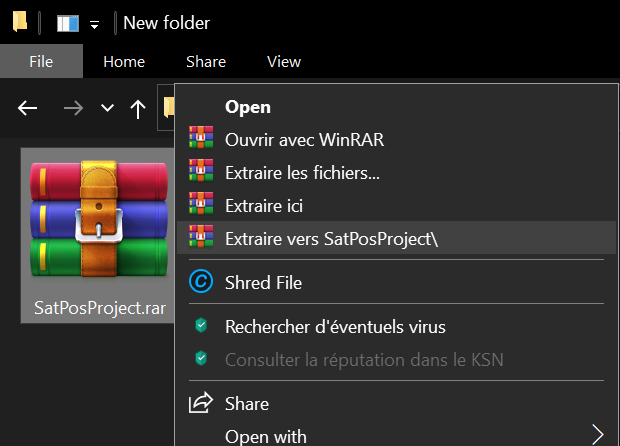 New folder
File Home Share View
Open
Ouvrir avec WinRAR
Extraire les fichiers...
Extraire ici
Extraire vers SatPosProject\
Shred File
Rechercher d'éventuels virus
Consulter la réputation dans le KSN
Share
Open with
SatPosProject.rar